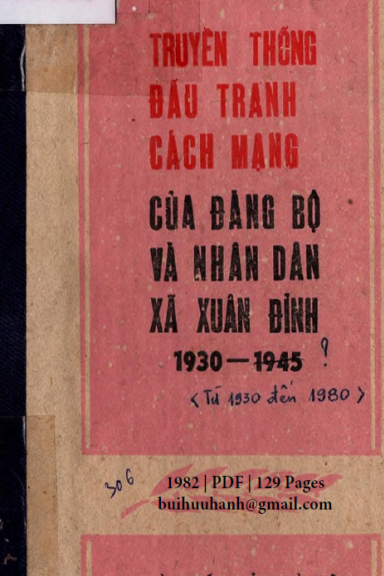 TRUYỀN THỐNG
ĐẤU TRANH
CÁCH MẠNG
CỦA ĐẢNG BỘ
VÀ NHÂN DÂN
XÃ XUÂN ĐỈNH
1930 — 1945 ?
< Từ 1930 đến 1980 >
306
1982 | PDF | 129 Pages
buihuuhanh@gmail.com